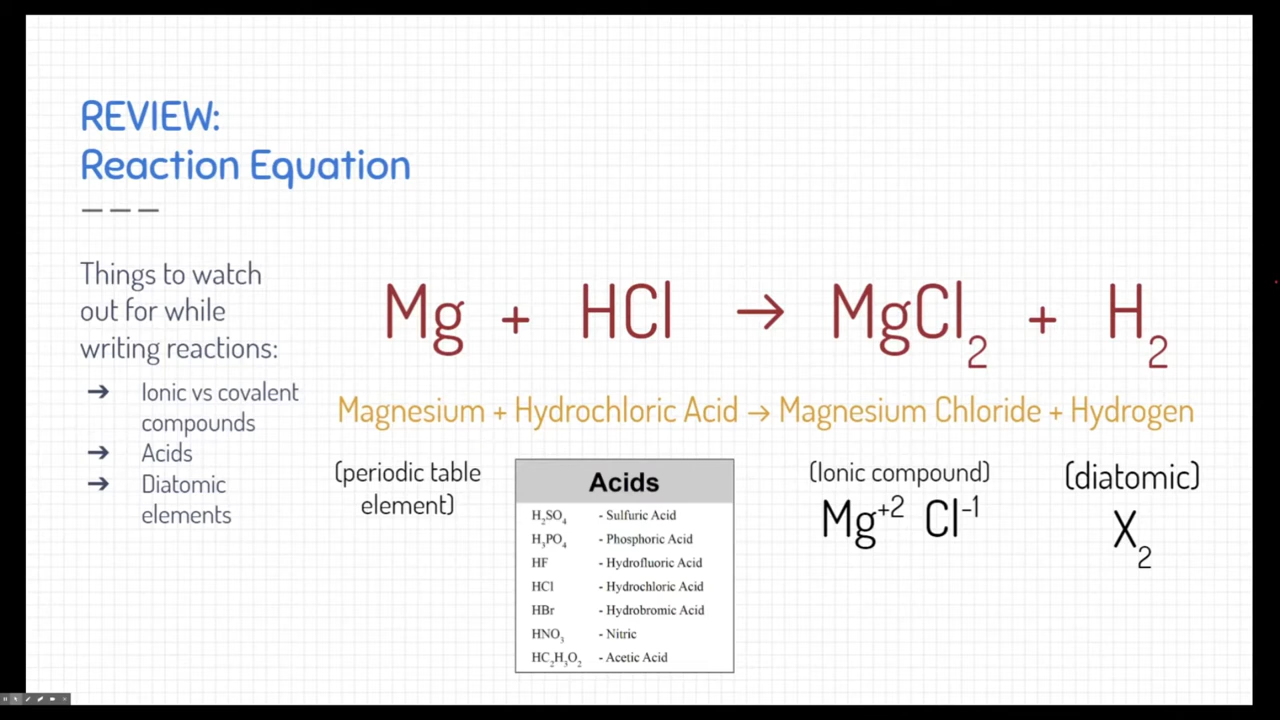 REVIEW:
Reaction Equation
Things to watch
out for while
writing reactions:
➔ Ionic vs covalent
compounds
➔ Acids
➔ Diatomic
elements
Mg + HCl → MgCl₂ + H₂
Magnesium + Hydrochloric Acid → Magnesium Chloride + Hydrogen
(periodic table
element)
Acids
H₂SO₄ - Sulfuric Acid
H₃PO₄ - Phosphoric Acid
HF - Hydrofluoric Acid
HCl - Hydrochloric Acid
HBr - Hydrobromic Acid
HNO₃ - Nitric
HC₂H₃O₂ - Acetic Acid
(Ionic compound)
Mg⁺² Cl⁻¹
(diatomic)
X₂